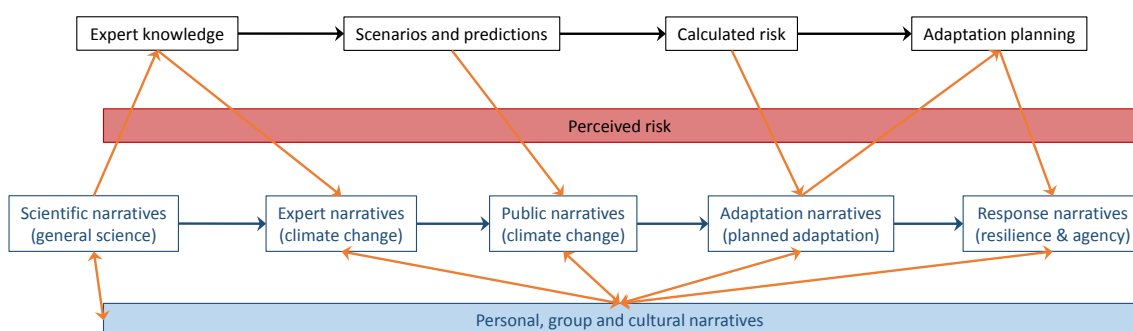 Expert knowledge
Scenarios and predictions
Calculated risk
Adaptation planning
Perceived risk
Scientific narratives
(general science)
Expert narratives
(climate change)
Public narratives
(climate change)
Adaptation narratives
(planned adaptation)
Response narratives
(resilience & agency)
Personal, group and cultural narratives